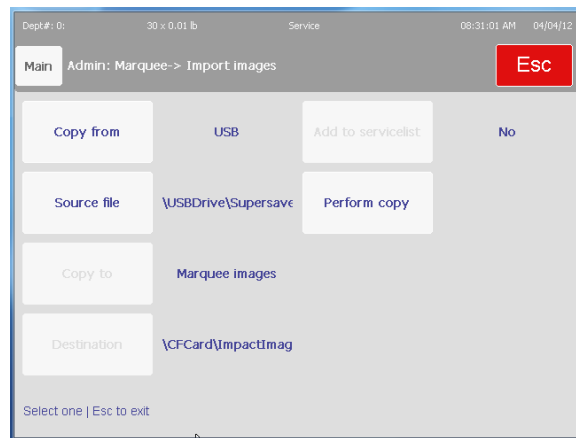 Dept#: 0: 30 x 0.01 lb Service 08:31:01 AM 04/04/12
Main Admin: Marquee-> Import images Esc
Copy from USB Add to servicelist No
Source file \USBDrive\Supersave Perform copy
Copy to Marquee images
Destination \CFCard\ImpactImag
Select one | Esc to exit